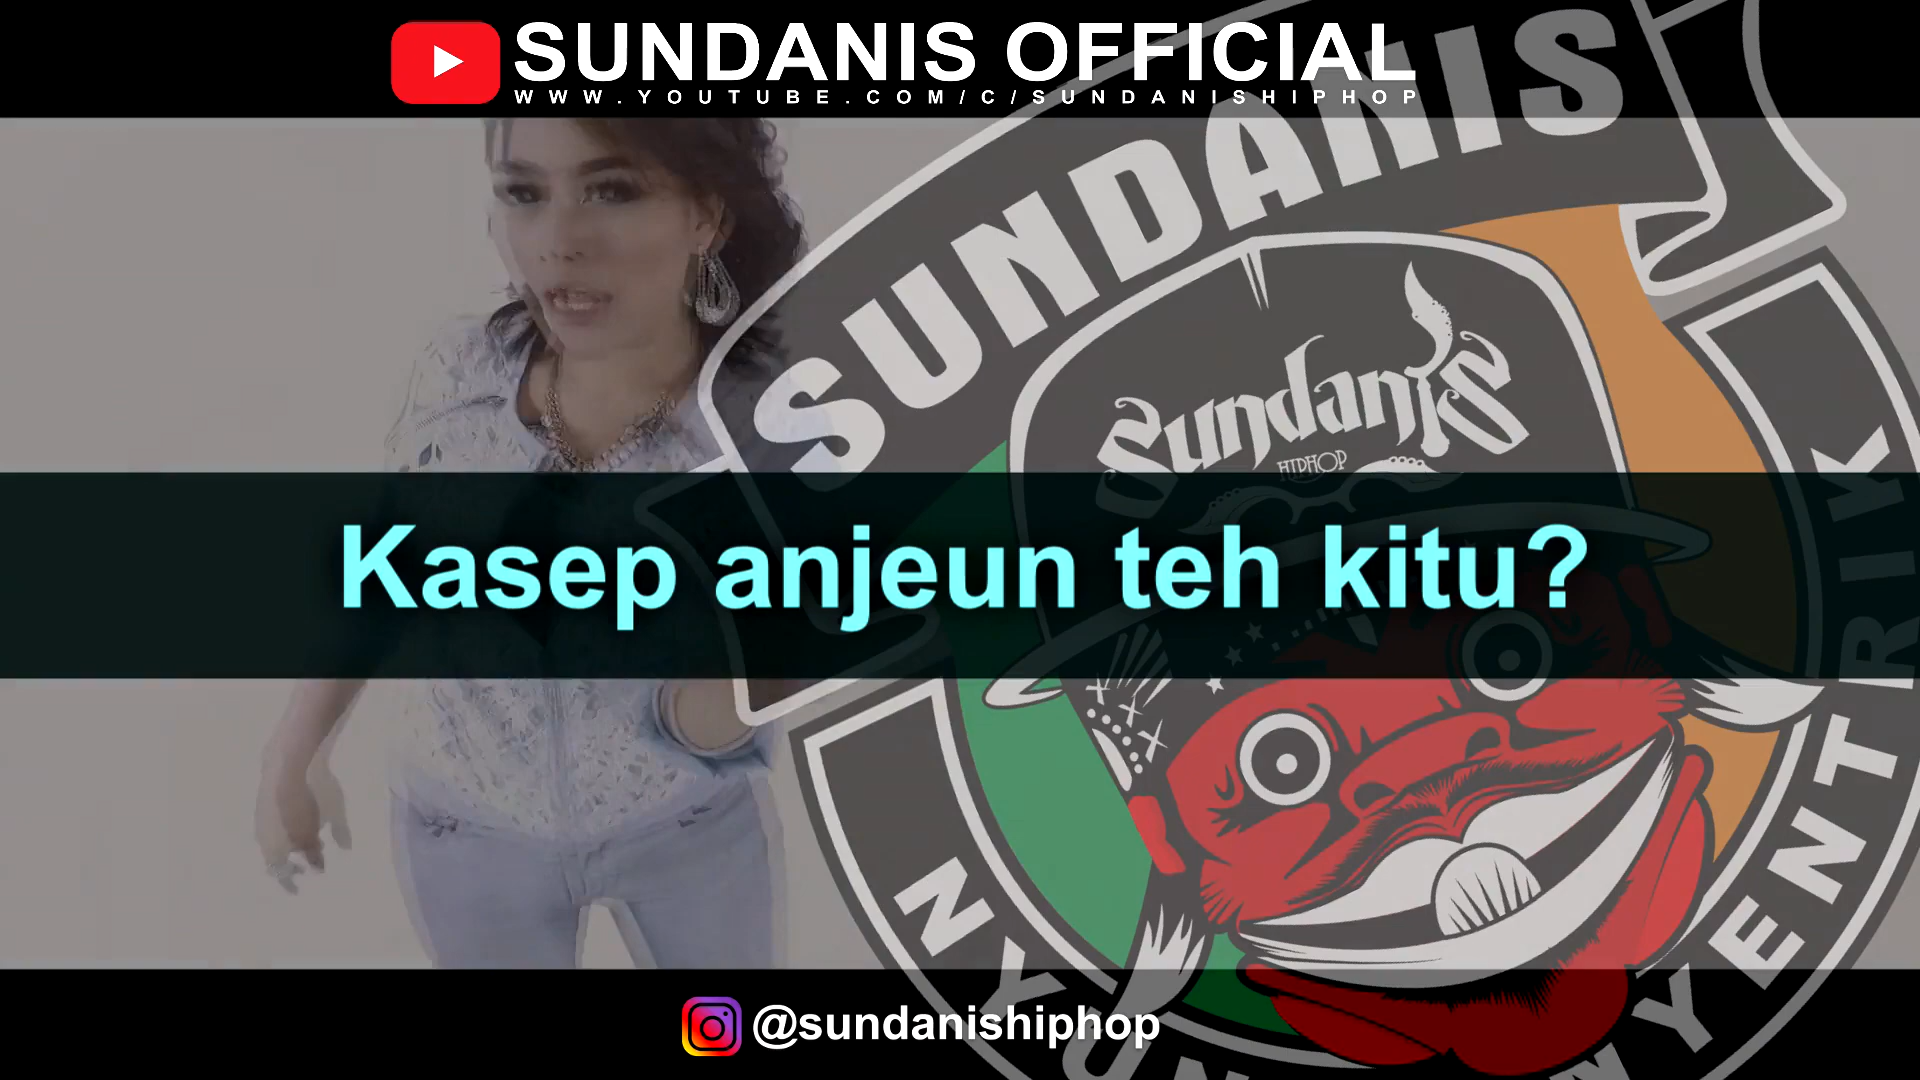 SUNDANIS OFFICIAL
WWW.YOUTUBE.COM/C/SUNDANISHIPHOP
SUNDANIS
SundanIS
HIPHOP
Kasep anjeun teh kitu?
@sundanishiphop